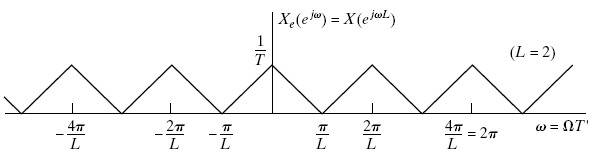 X_e(e^{jω}) = X(e^{jωL})
1/T
(L = 2)
-4π/L -2π/L -π/L π/L 2π/L 4π/L = 2π ω = ΩT'